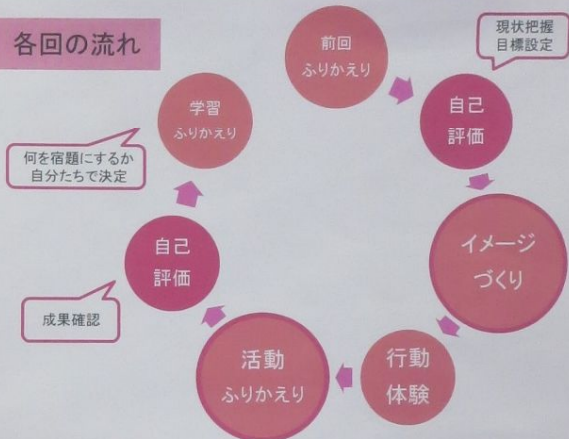 各回の流れ
前回
ふりかえり
現状把握
目標設定
自己
評価
イメージ
づくり
行動
体験
活動
ふりかえり
自己
評価
成果確認
学習
ふりかえり
何を宿題にするか
自分たちで決定